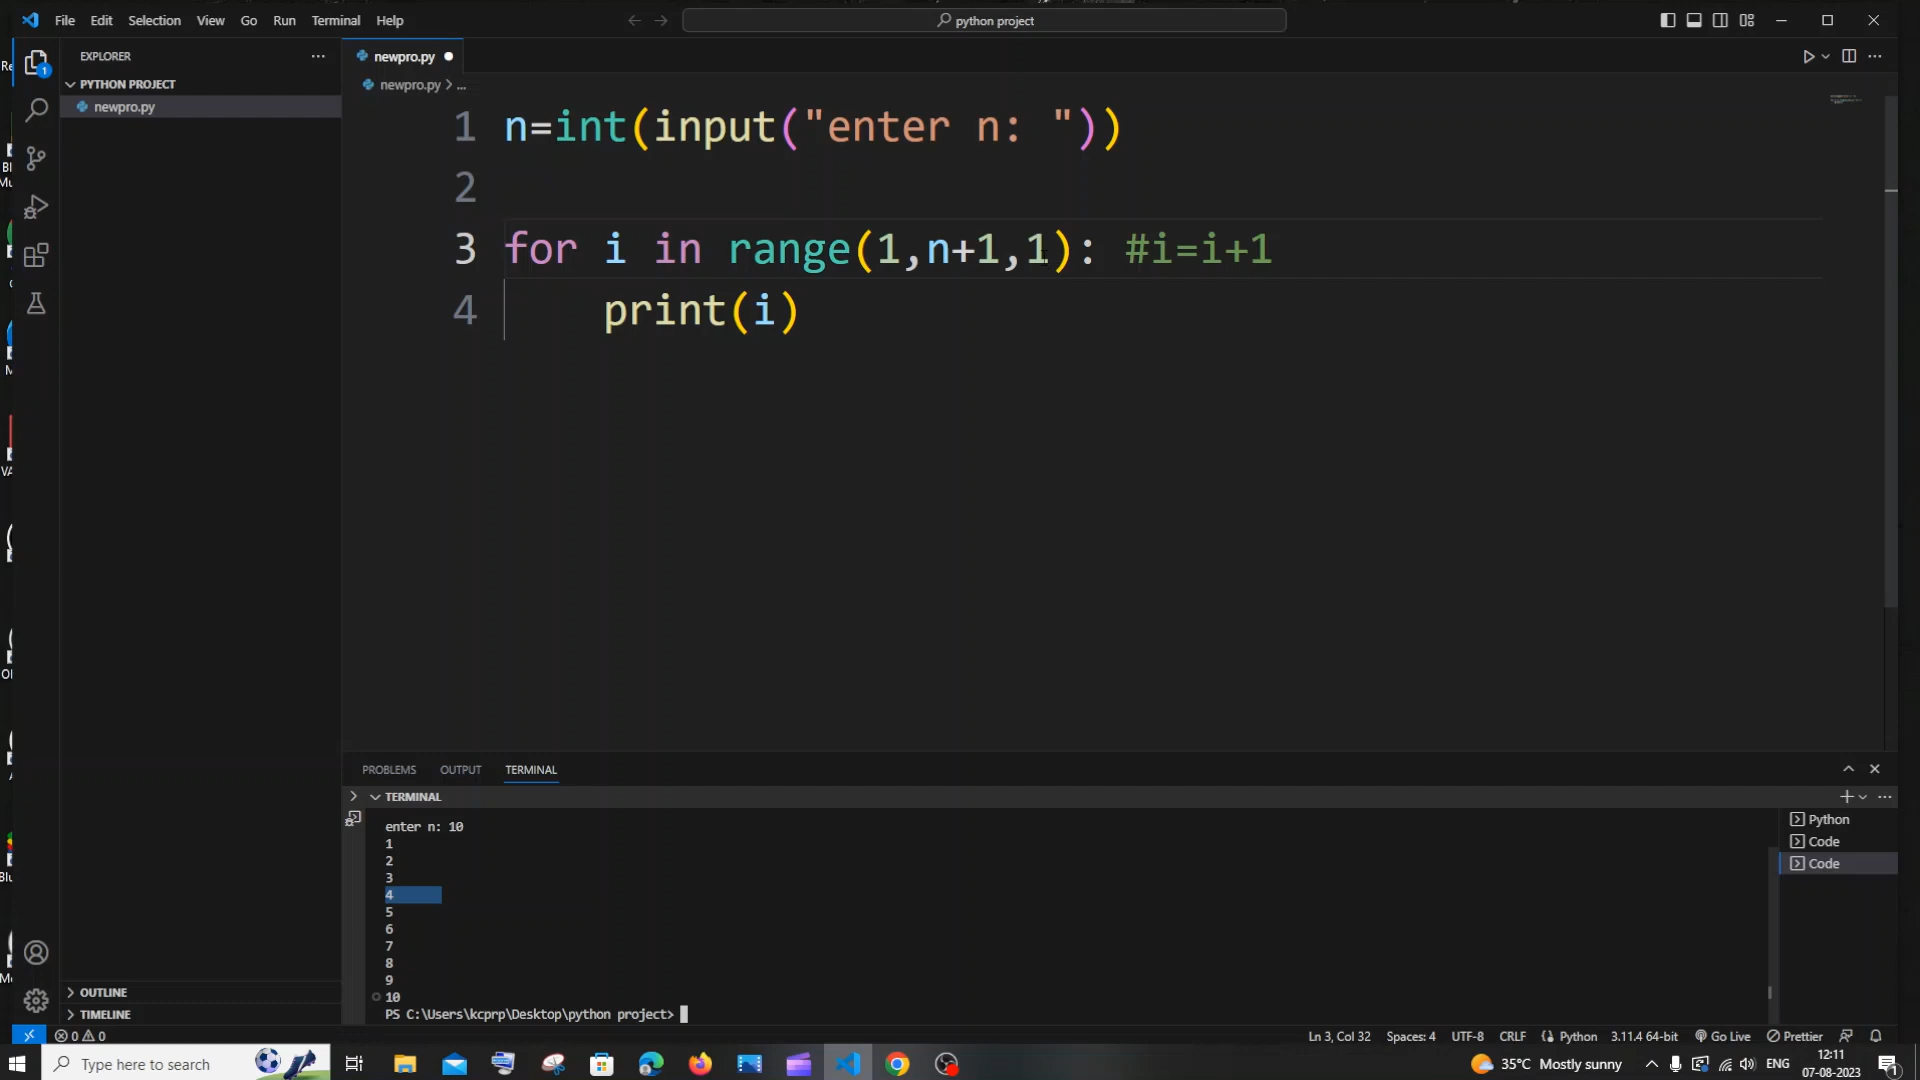 File Edit Selection View Go Run Terminal Help
python project
EXPLORER
PYTHON PROJECT
newpro.py
newpro.py
newpro.py > ...
1 n=int(input("enter n: "))
2
3 for i in range(1,n+1,1): #i=i+1
4 print(i)
PROBLEMS OUTPUT TERMINAL
TERMINAL
enter n: 10
1
2
3
4
5
6
7
8
9
10
PS C:\Users\kcprp\Desktop\python project>
Python
Code
Code
OUTLINE
TIMELINE
0 0
Ln 3, Col 32 Spaces: 4 UTF-8 CRLF Python 3.11.4 64-bit Go Live Prettier
Type here to search
35°C Mostly sunny
ENG
12:11
07-08-2023